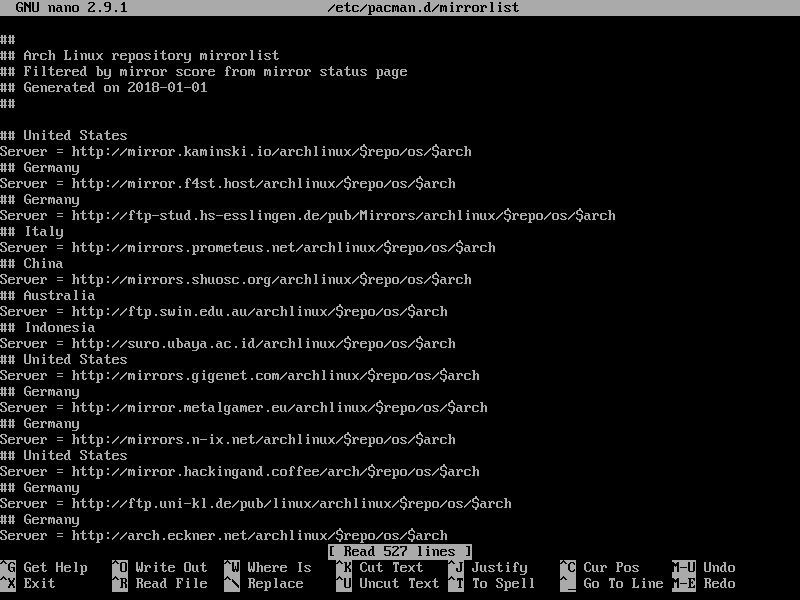 GNU nano 2.9.1 /etc/pacman.d/mirrorlist
##
## Arch Linux repository mirrorlist
## Filtered by mirror score from mirror status page
## Generated on 2018-01-01
##
## United States
Server = http://mirror.kaminski.io/archlinux/$repo/os/$arch
## Germany
Server = http://mirror.f4st.host/archlinux/$repo/os/$arch
## Germany
Server = http://ftp-stud.hs-esslingen.de/pub/Mirrors/archlinux/$repo/os/$arch
## Italy
Server = http://mirrors.prometeus.net/archlinux/$repo/os/$arch
## China
Server = http://mirrors.shuosc.org/archlinux/$repo/os/$arch
## Australia
Server = http://ftp.swin.edu.au/archlinux/$repo/os/$arch
## Indonesia
Server = http://suro.ubaya.ac.id/archlinux/$repo/os/$arch
## United States
Server = http://mirrors.gigenet.com/archlinux/$repo/os/$arch
## Germany
Server = http://mirror.metalgamer.eu/archlinux/$repo/os/$arch
## Germany
Server = http://mirrors.n-ix.net/archlinux/$repo/os/$arch
## United States
Server = http://mirror.hackingand.coffee/arch/$repo/os/$arch
## Germany
Server = http://ftp.uni-kl.de/pub/linux/archlinux/$repo/os/$arch
## Germany
Server = http://arch.eckner.net/archlinux/$repo/os/$arch
[ Read 527 lines ]
^G Get Help ^O Write Out ^W Where Is ^K Cut Text ^J Justify ^C Cur Pos M-U Undo
^X Exit ^R Read File ^\ Replace ^U Uncut Text ^T To Spell ^_ Go To Line M-E Redo